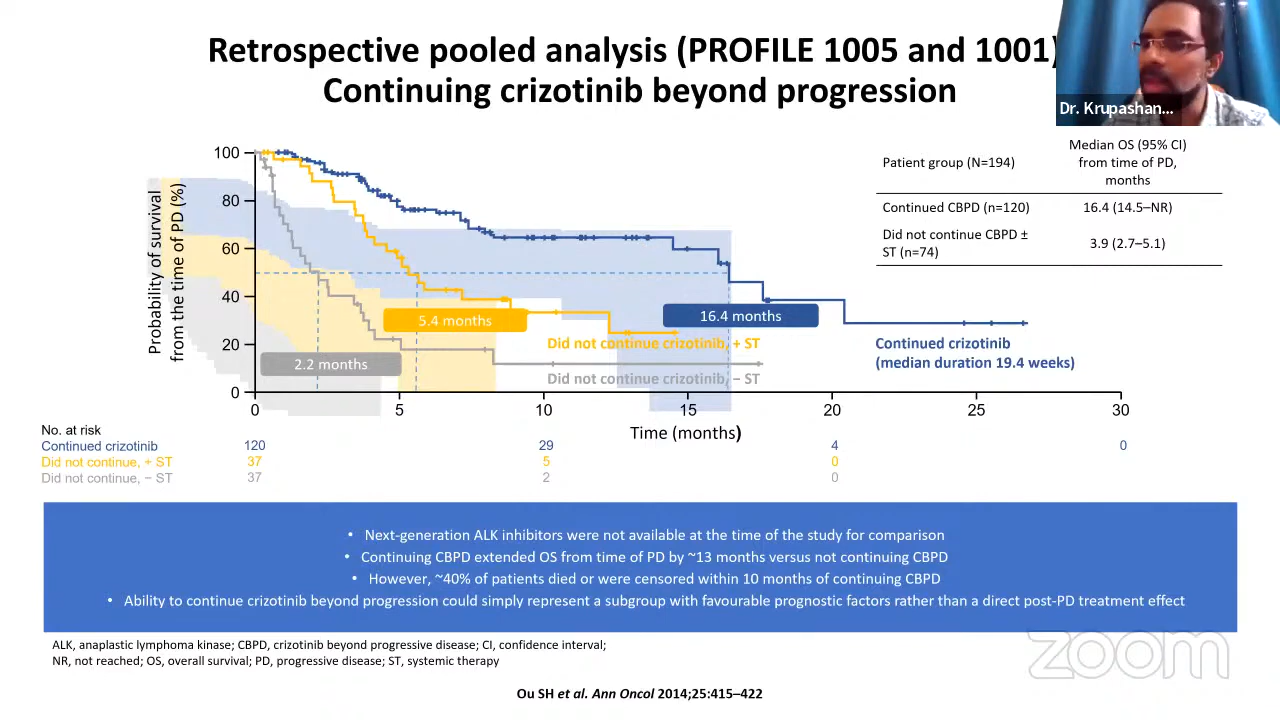 Retrospective pooled analysis (PROFILE 1005 and 1001)
Continuing crizotinib beyond progression
Dr. Krupashan...
Patient group (N=194)
Median OS (95% CI)
from time of PD,
months
Continued CBPD (n=120)
16.4 (14.5–NR)
Did not continue CBPD ±
ST (n=74)
3.9 (2.7–5.1)
Probability of survival
from the time of PD (%)
100
80
60
40
20
0
5.4 months
16.4 months
2.2 months
Did not continue crizotinib, + ST
Did not continue crizotinib, − ST
Continued crizotinib
(median duration 19.4 weeks)
0 5 10 15 20 25 30
Time (months)
No. at risk
Continued crizotinib 120 29 4 0
Did not continue, + ST 37 5 0
Did not continue, − ST 37 2 0
• Next-generation ALK inhibitors were not available at the time of the study for comparison
• Continuing CBPD extended OS from time of PD by ~13 months versus not continuing CBPD
• However, ~40% of patients died or were censored within 10 months of continuing CBPD
• Ability to continue crizotinib beyond progression could simply represent a subgroup with favourable prognostic factors rather than a direct post-PD treatment effect
ALK, anaplastic lymphoma kinase; CBPD, crizotinib beyond progressive disease; CI, confidence interval;
NR, not reached; OS, overall survival; PD, progressive disease; ST, systemic therapy
zoom
Ou SH et al. Ann Oncol 2014;25:415–422